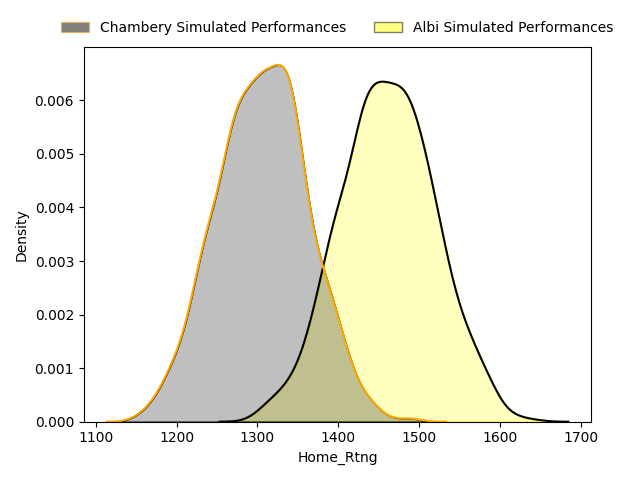 Chambery Simulated Performances
Albi Simulated Performances
0.006
0.005
0.004
0.003
0.002
0.001
0.000
Density
1100 1200 1300 1400 1500 1600 1700
Home_Rtng